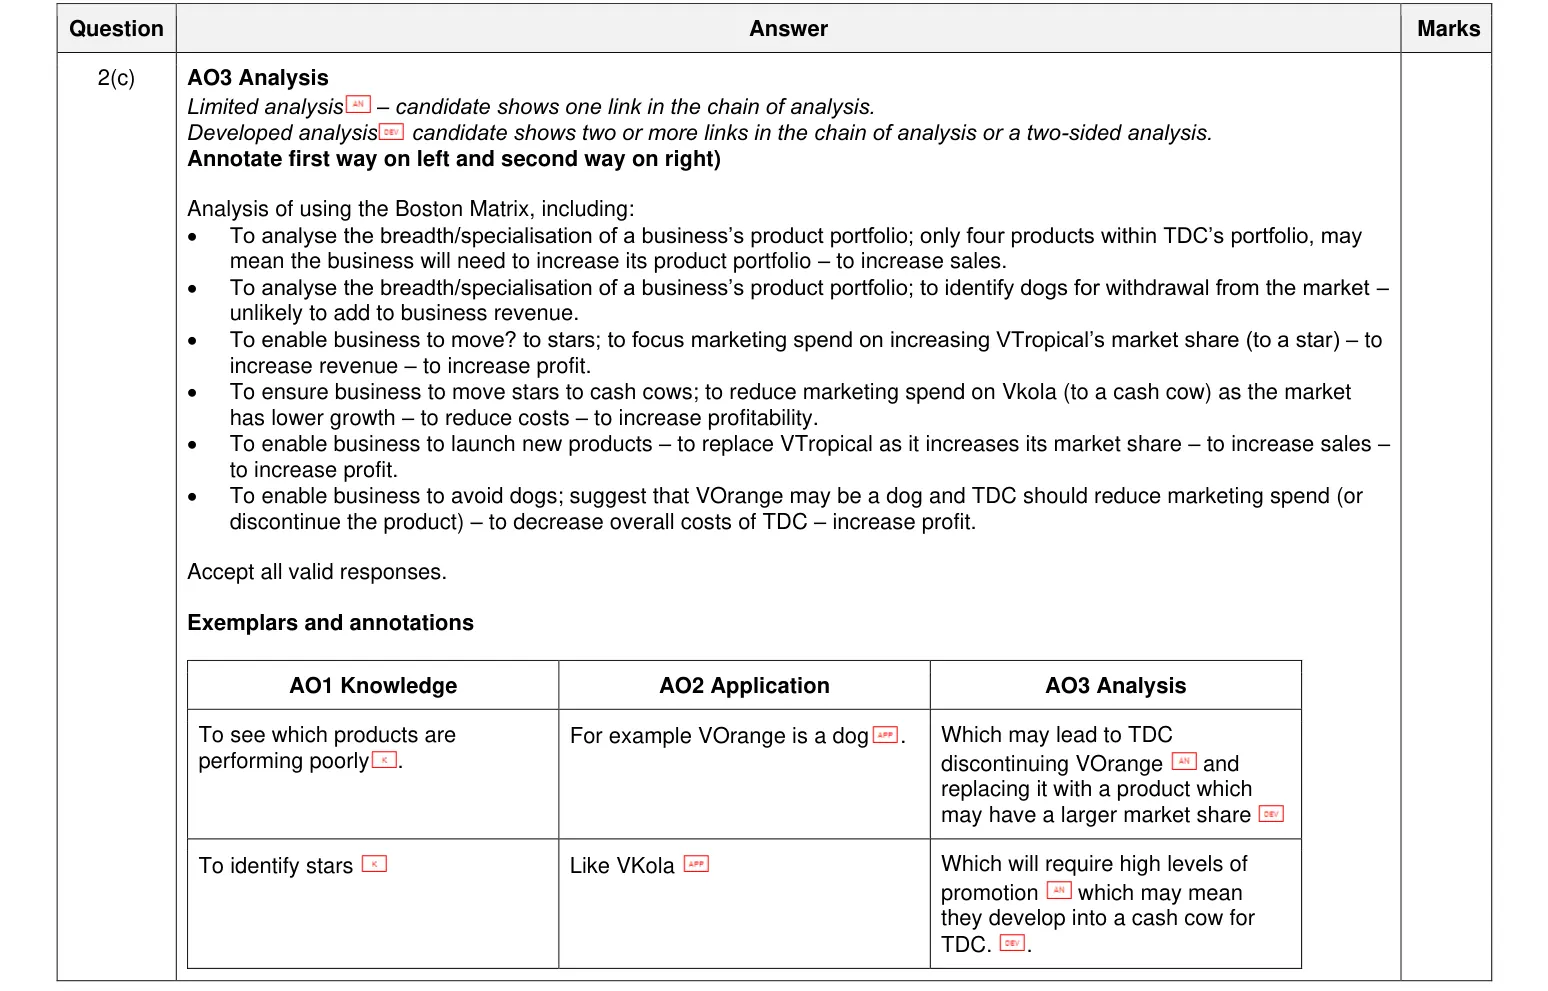 Question Answer Marks
2(c) AO3 Analysis
Limited analysis AN – candidate shows one link in the chain of analysis.
Developed analysis DEV candidate shows two or more links in the chain of analysis or a two-sided analysis.
Annotate first way on left and second way on right)
Analysis of using the Boston Matrix, including:
• To analyse the breadth/specialisation of a business’s product portfolio; only four products within TDC’s portfolio, may
mean the business will need to increase its product portfolio – to increase sales.
• To analyse the breadth/specialisation of a business’s product portfolio; to identify dogs for withdrawal from the market –
unlikely to add to business revenue.
• To enable business to move? to stars; to focus marketing spend on increasing VTropical’s market share (to a star) – to
increase revenue – to increase profit.
• To ensure business to move stars to cash cows; to reduce marketing spend on Vkola (to a cash cow) as the market
has lower growth – to reduce costs – to increase profitability.
• To enable business to launch new products – to replace VTropical as it increases its market share – to increase sales –
to increase profit.
• To enable business to avoid dogs; suggest that VOrange may be a dog and TDC should reduce marketing spend (or
discontinue the product) – to decrease overall costs of TDC – increase profit.
Accept all valid responses.
Exemplars and annotations
AO1 Knowledge AO2 Application AO3 Analysis
To see which products are
performing poorly K.
For example VOrange is a dog APP.
Which may lead to TDC
discontinuing VOrange AN and
replacing it with a product which
may have a larger market share DEV
To identify stars K
Like VKola APP
Which will require high levels of
promotion AN which may mean
they develop into a cash cow for
TDC. DEV.